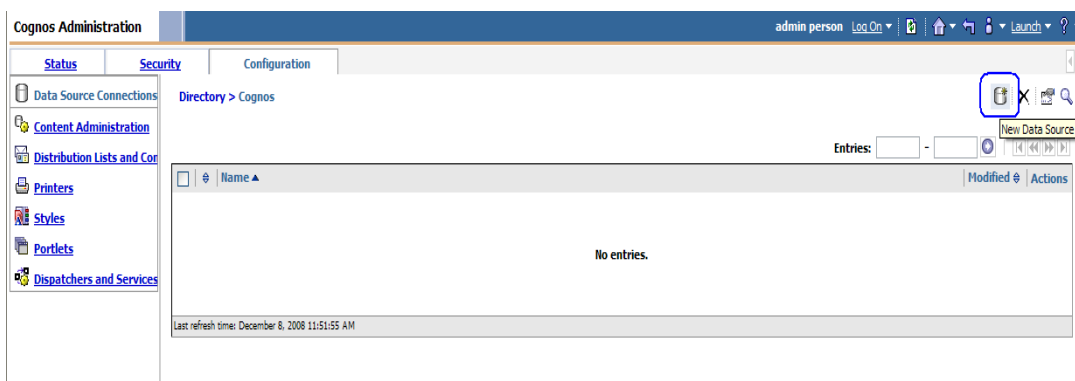 Cognos Administration
admin person Log On Launch ?
Status Security Configuration
Data Source Connections
Content Administration
Distribution Lists and Con
Printers
Styles
Portlets
Dispatchers and Services
Directory > Cognos
New Data Source
Entries: -
Name Modified Actions
No entries.
Last refresh time: December 8, 2008 11:51:55 AM